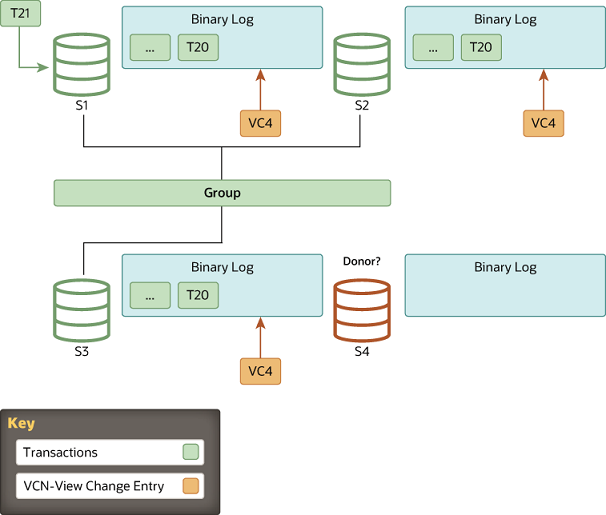 T21
Binary Log
... T20
S1
VC4
Binary Log
... T20
S2
VC4
Group
Binary Log
... T20
S3
VC4
Donor?
Binary Log
S4
Key
Transactions
VCN-View Change Entry